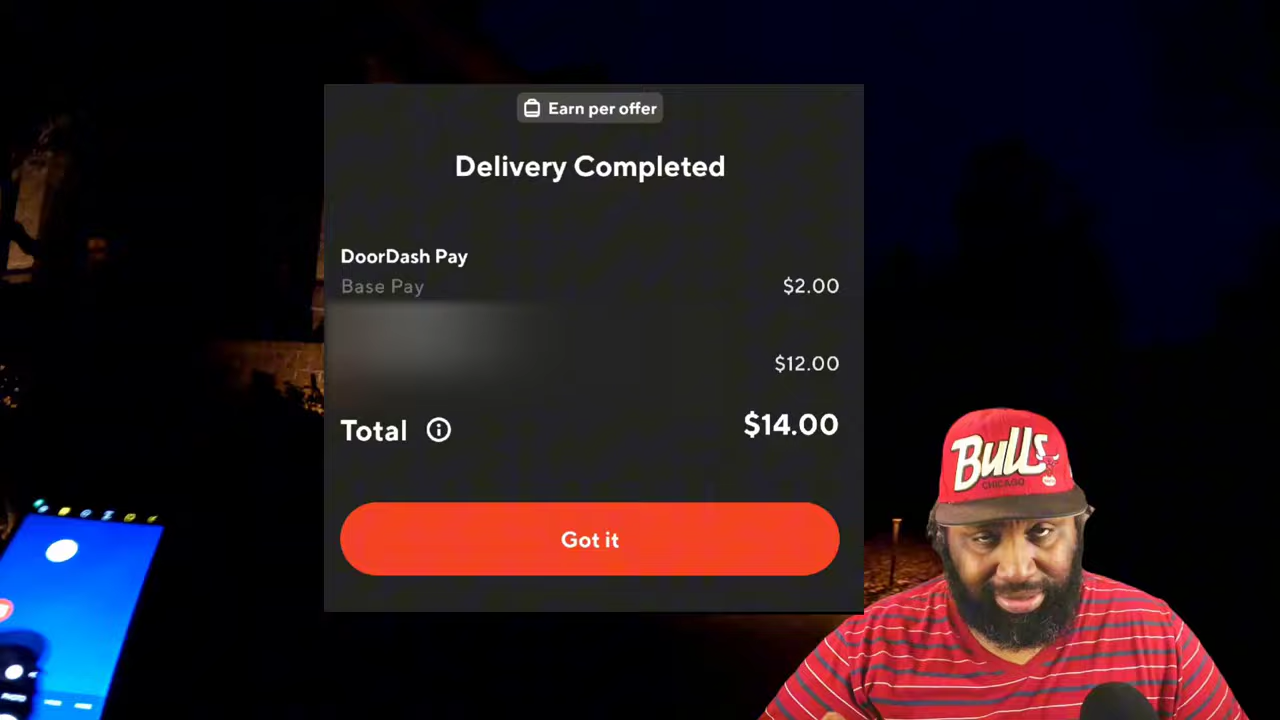 Earn per offer
Delivery Completed
DoorDash Pay
Base Pay
$2.00
$12.00
Total
$14.00
Got it
Bulls
CHICAGO